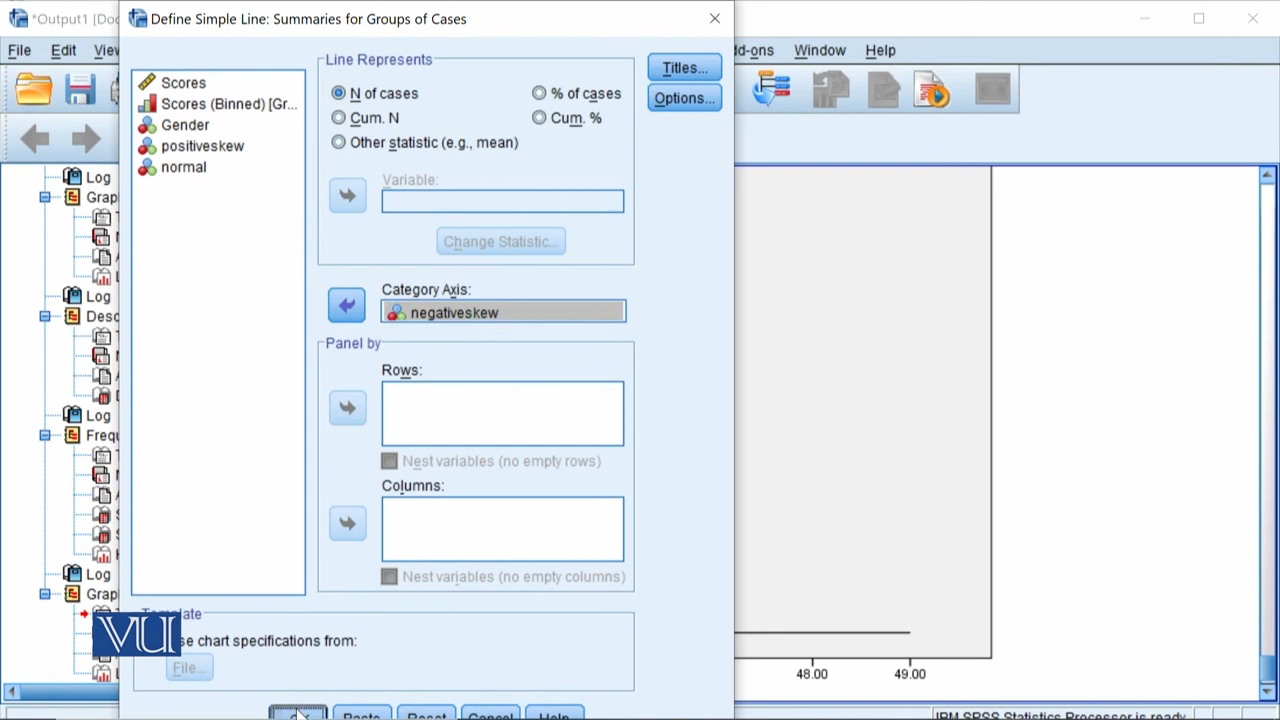 *Output1 [Doc
Define Simple Line: Summaries for Groups of Cases
File Edit View
dd-ons Window Help
Scores
Scores (Binned) [Gr...
Gender
positiveskew
normal
Line Represents
N of cases
% of cases
Cum. N
Cum. %
Other statistic (e.g., mean)
Variable:
Change Statistic...
Titles...
Options...
Category Axis:
negativeskew
Panel by
Rows:
Nest variables (no empty rows)
Columns:
Nest variables (no empty columns)
Template
se chart specifications from:
File...
Paste Reset Cancel Help
Log
Grap
Log
Desc
Log
Frequ
Log
Grap
VU
48.00 49.00
IBM SPSS Statistics Processor is ready